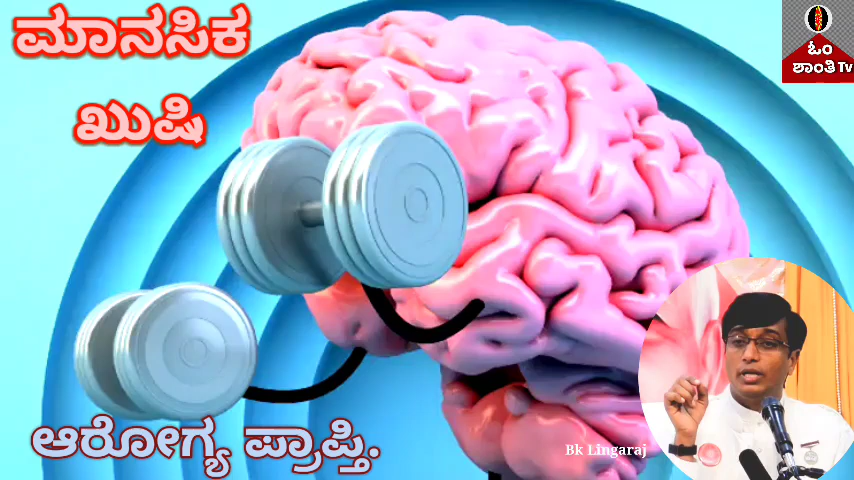 ಮಾನಸಿಕ
ಖುಷಿ
ಓಂ
ಶಾಂತಿ Tv
ಆರೋಗ್ಯ ಪ್ರಾಪ್ತಿ.
Bk Lingaraj